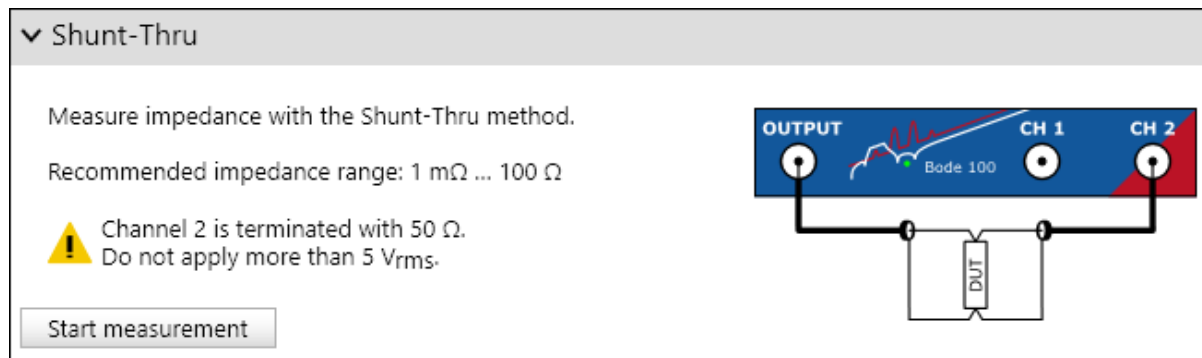 Shunt-Thru
Measure impedance with the Shunt-Thru method.
Recommended impedance range: 1 mΩ ... 100 Ω
Channel 2 is terminated with 50 Ω.
Do not apply more than 5 Vrms.
Start measurement
OUTPUT
CH 1
CH 2
Bode 100
DUT